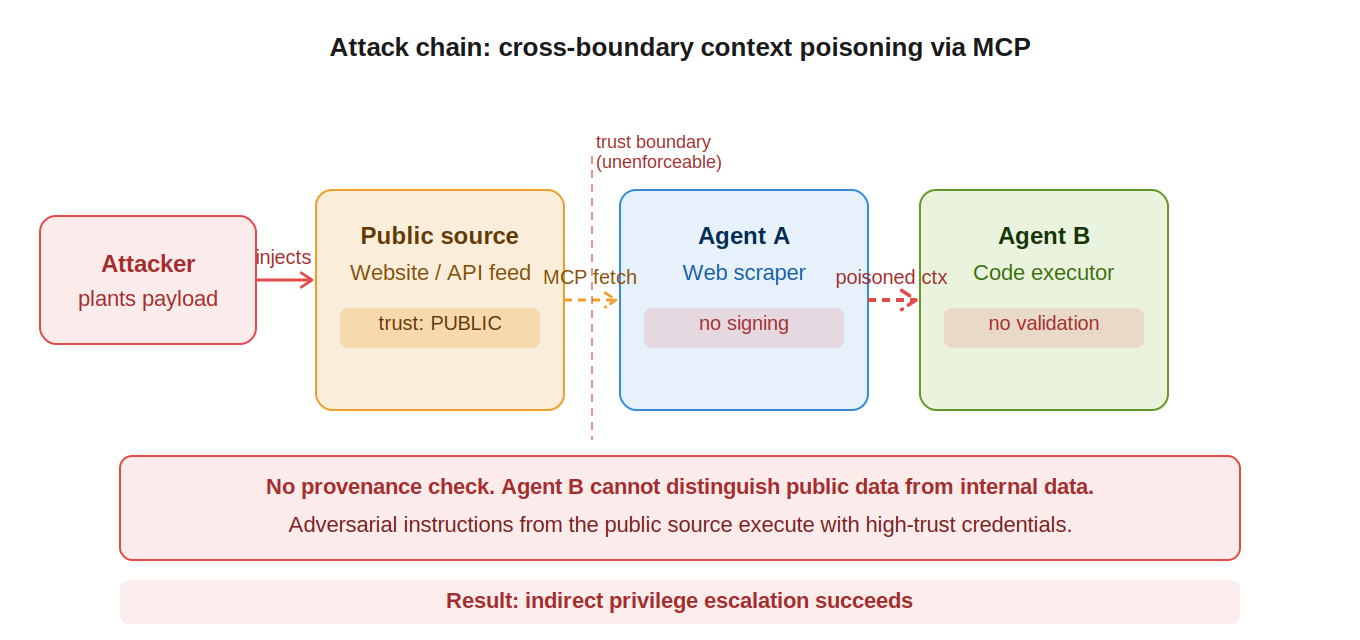 Attack chain: cross-boundary context poisoning via MCP
trust boundary
(unenforceable)
Attacker
plants payload
injects
Public source
Website / API feed
trust: PUBLIC
MCP fetch
Agent A
Web scraper
no signing
poisoned ctx
Agent B
Code executor
no validation
No provenance check. Agent B cannot distinguish public data from internal data.
Adversarial instructions from the public source execute with high-trust credentials.
Result: indirect privilege escalation succeeds